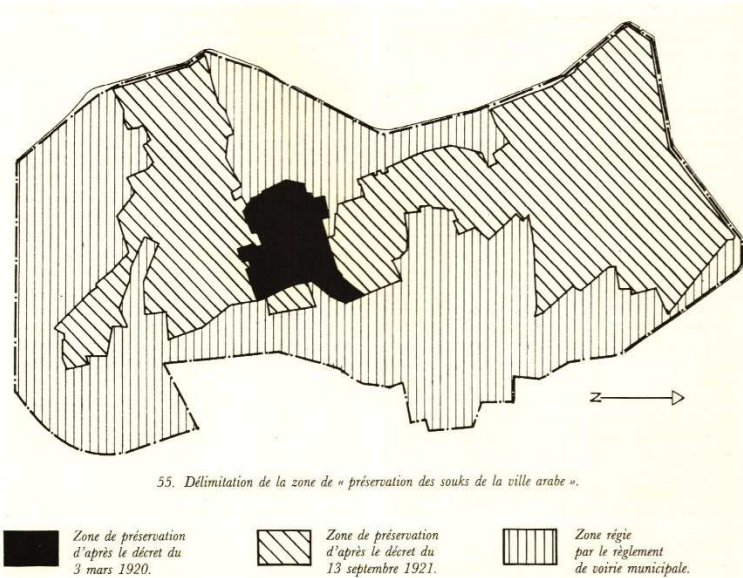 N
55. Délimitation de la zone de « préservation des souks de la ville arabe ».
Zone de préservation
d'après le décret du
3 mars 1920.
Zone de préservation
d'après le décret du
13 septembre 1921.
Zone régie
par le règlement
de voirie municipale.